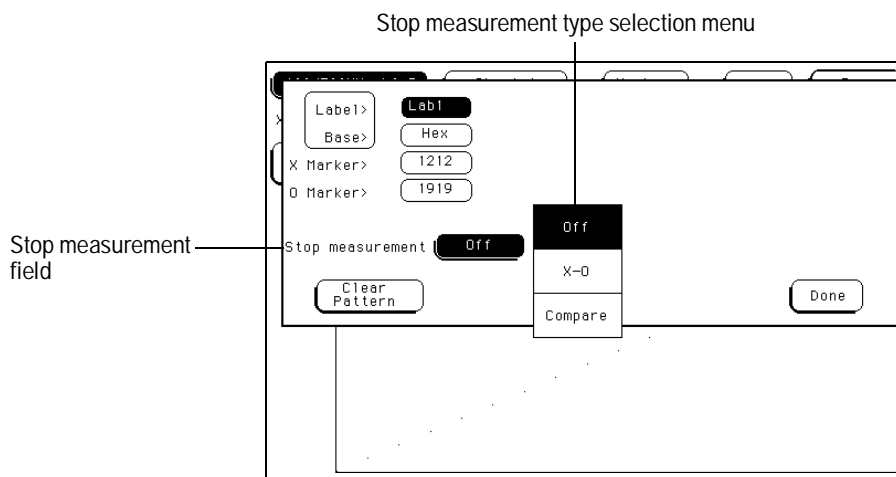 Stop measurement type selection menu
Label>
Lab1
Base>
Hex
X Marker>
1212
O Marker>
1919
Stop measurement
field
Stop measurement
Off
Off
X-O
Compare
Clear
Pattern
Done